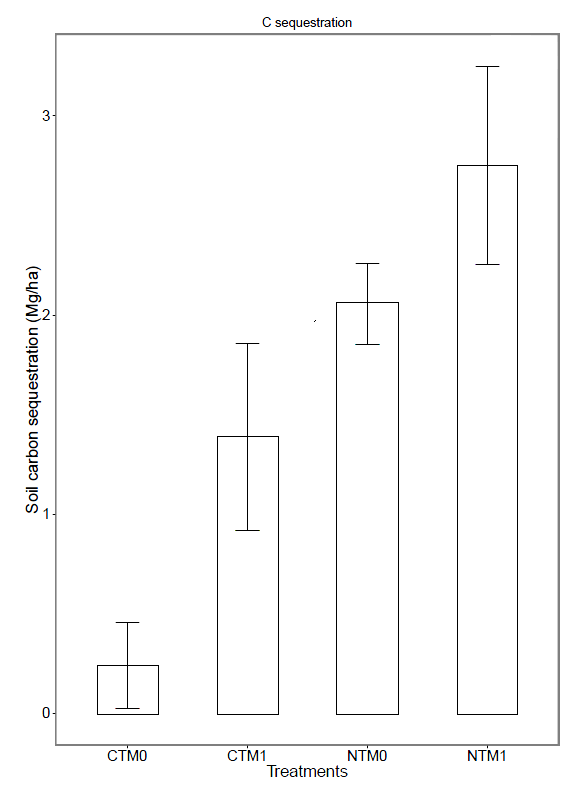 C sequestration
Soil carbon sequestration (Mg/ha)
3
2
1
0
CTM0 CTM1 NTM0 NTM1
Treatments